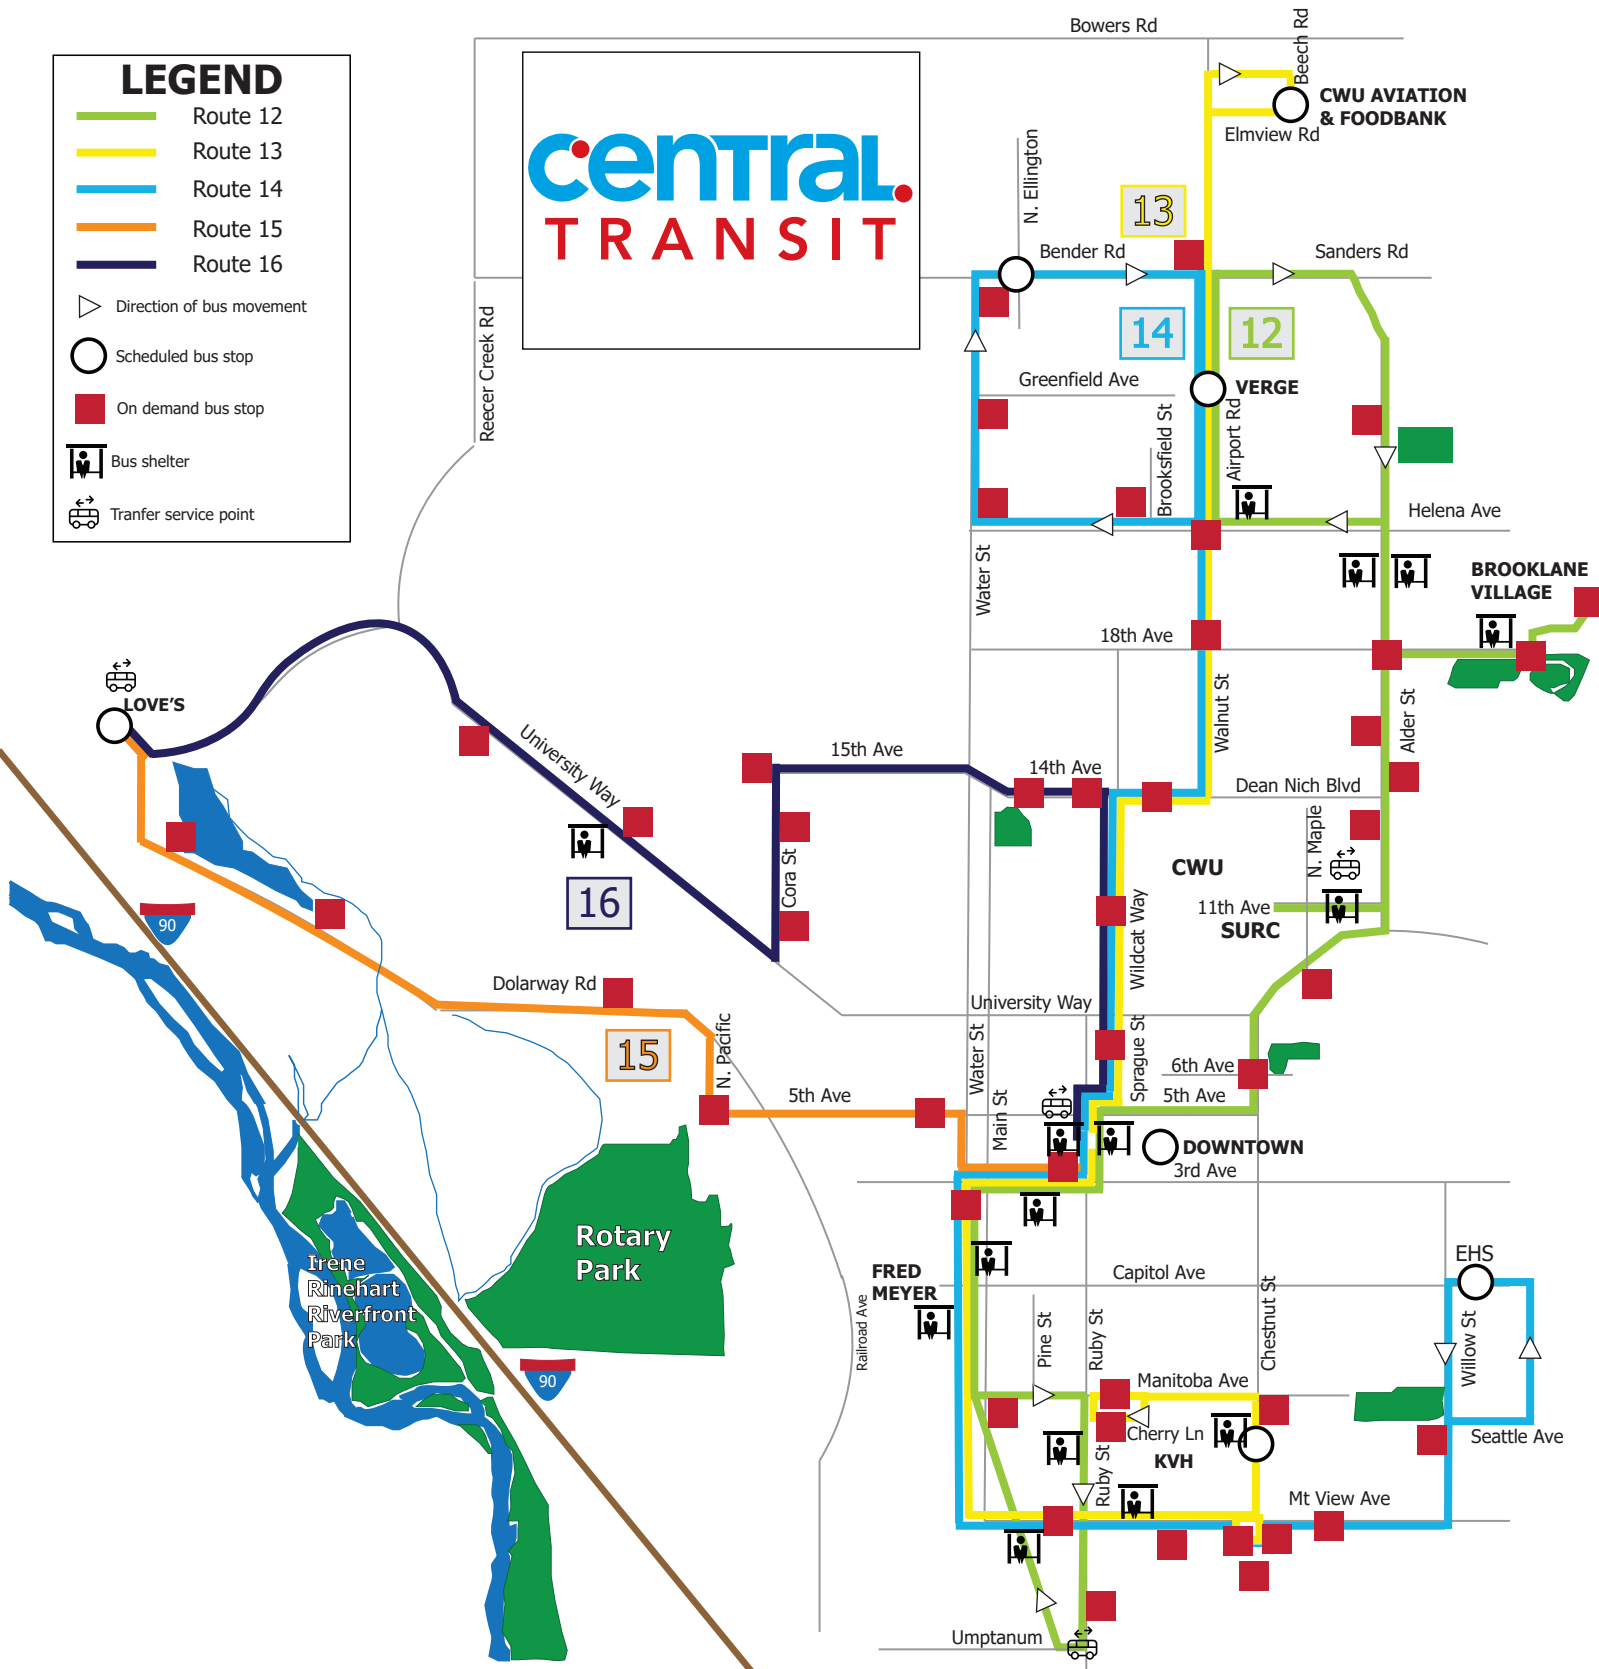 Bowers Rd
Beech Rd
LEGEND
Route 12
Route 13
Route 14
Route 15
Route 16
Direction of bus movement
Scheduled bus stop
On demand bus stop
Bus shelter
Tranfer service point
central.
TRANSIT
CWU AVIATION
& FOODBANK
Elmview Rd
N. Ellington
13
Bender Rd
Sanders Rd
14
12
Reecer Creek Rd
Greenfield Ave
VERGE
Airport Rd
Brooksfield St
Helena Ave
Water St
BROOKLANE
VILLAGE
18th Ave
LOVE'S
Walnut St
Alder St
University Way
15th Ave
14th Ave
Dean Nich Blvd
N. Maple
Cora St
CWU
16
Wildcat Way
11th Ave
SURC
90
Dolarway Rd
University Way
15
N. Pacific
Water St
Sprague St
6th Ave
5th Ave
5th Ave
Main St
DOWNTOWN
3rd Ave
Rotary
Park
Irene
Rinehart
Riverfront
Park
FRED
MEYER
EHS
Capitol Ave
Railroad Ave
Pine St
Ruby St
Chestnut St
Willow St
90
Manitoba Ave
Cherry Ln
KVH
Seattle Ave
Ruby St
Mt View Ave
Umptanum